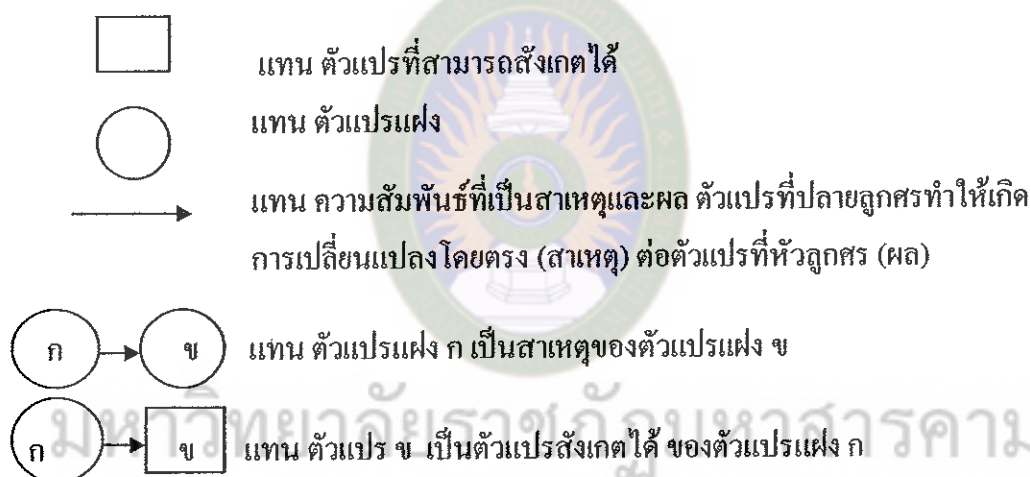 แทน ตัวแปรที่สามารถสังเกตได้
แทน ตัวแปรแฝง
แทน ความสัมพันธ์ที่เป็นสาเหตุและผล ตัวแปรที่ปลายลูกศรทำให้เกิด
การเปลี่ยนแปลงโดยตรง (สาเหตุ) ต่อตัวแปรที่หัวลูกศร (ผล)
ก ข แทน ตัวแปรแฝง ก เป็นสาเหตุของตัวแปรแฝง ข
มหาวิทยาลัยราชภัฏมหาสารคาม
ก ข แทน ตัวแปร ข เป็นตัวแปรสังเกตได้ ของตัวแปรแฝง ก